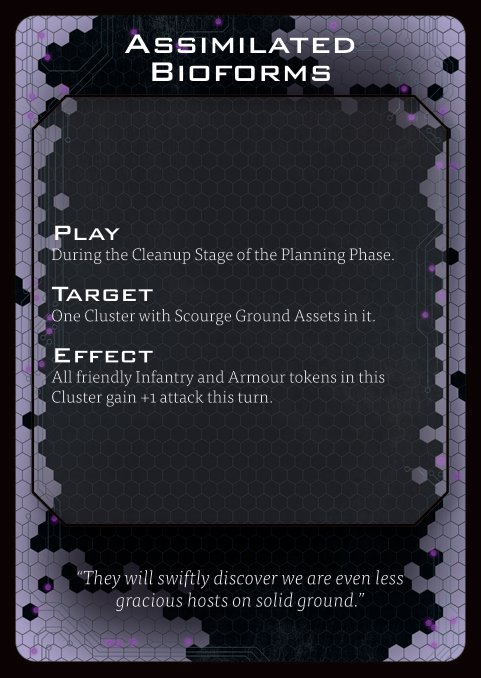 Assimilated
Bioforms
Play
During the Cleanup Stage of the Planning Phase.
Target
One Cluster with Scourge Ground Assets in it.
Effect
All friendly Infantry and Armour tokens in this
Cluster gain +1 attack this turn.
“They will swiftly discover we are even less
gracious hosts on solid ground.”